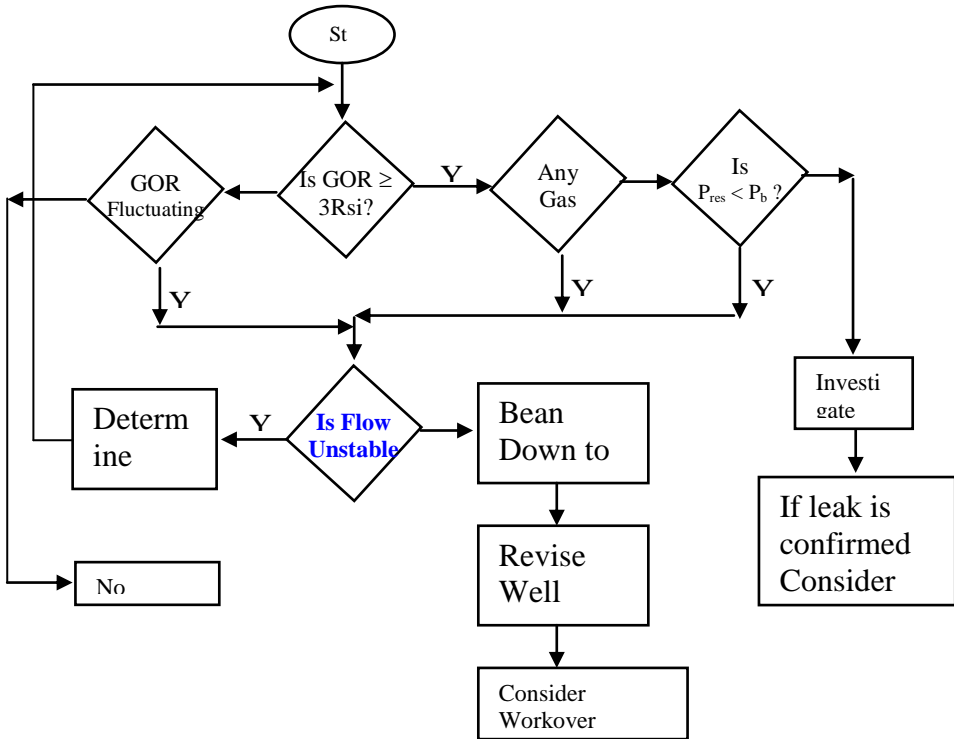 St
GOR
Fluctuating
Is GOR ≥
3Rsi?
Y
Any
Gas
Is
Pres < Pb ?
Y
Y
Y
Determ
ine
Y
Is Flow
Unstable
Bean
Down to
Investi
gate
If leak is
confirmed
Consider
Revise
Well
No
Consider
Workover